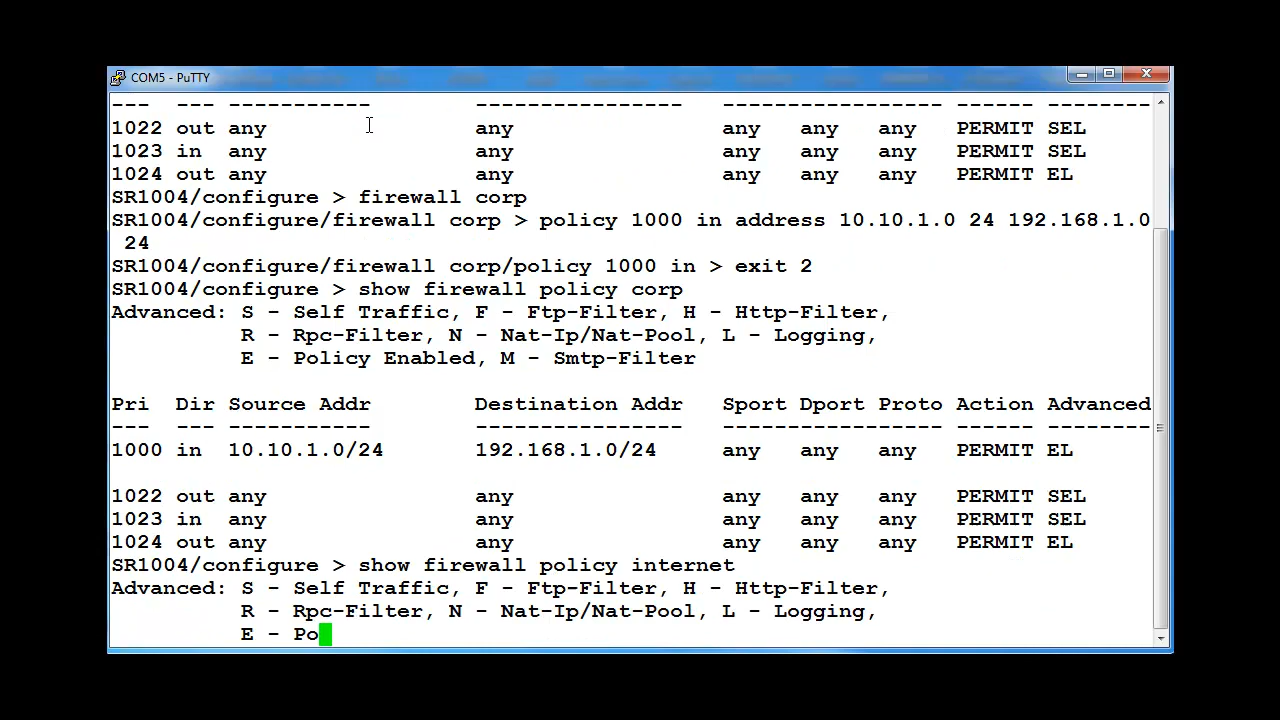 COM5 - PuTTY
--- --- ----------- ---------------- ----------------- ------ --------
1022 out any any any any any PERMIT SEL
1023 in any any any any any PERMIT SEL
1024 out any any any any any PERMIT EL
SR1004/configure > firewall corp
SR1004/configure/firewall corp > policy 1000 in address 10.10.1.0 24 192.168.1.0
24
SR1004/configure/firewall corp/policy 1000 in > exit 2
SR1004/configure > show firewall policy corp
Advanced: S - Self Traffic, F - Ftp-Filter, H - Http-Filter,
R - Rpc-Filter, N - Nat-Ip/Nat-Pool, L - Logging,
E - Policy Enabled, M - Smtp-Filter
Pri Dir Source Addr Destination Addr Sport Dport Proto Action Advanced
--- --- ----------- ---------------- ----------------- ------ --------
1000 in 10.10.1.0/24 192.168.1.0/24 any any any PERMIT EL
1022 out any any any any any PERMIT SEL
1023 in any any any any any PERMIT SEL
1024 out any any any any any PERMIT EL
SR1004/configure > show firewall policy internet
Advanced: S - Self Traffic, F - Ftp-Filter, H - Http-Filter,
R - Rpc-Filter, N - Nat-Ip/Nat-Pool, L - Logging,
E - Po